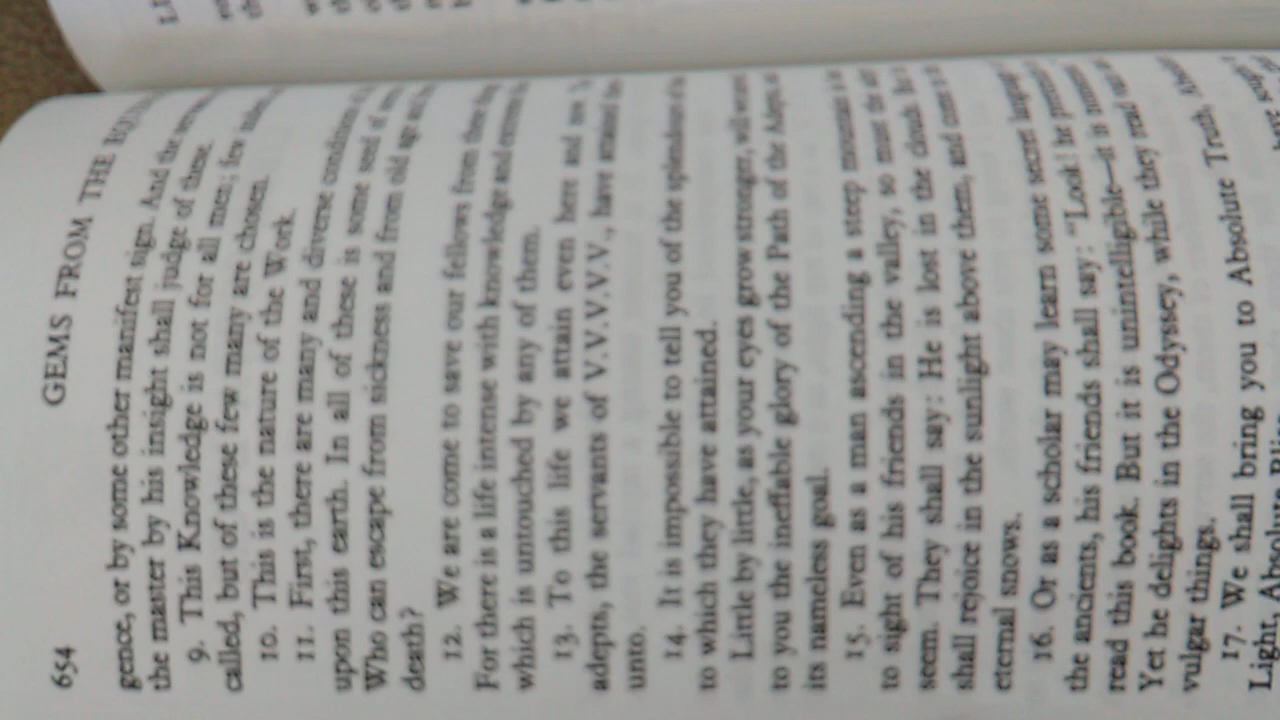 654 GEMS FROM THE
gence, or by some other manifest sign. And the
the master by his insight shall judge of these.
9. This Knowledge is not for all men; few
called, but of these few many are chosen.
10. This is the nature of the Work.
11. First, there are many and diverse conditions
upon this earth. In all of these is some seed of
Who can escape from sickness and from old age and
death?
12. We are come to save our fellows from these
For there is a life intense with knowledge and
which is untouched by any of them.
13. To this life we attain even here and
adepts, the servants of V.V.V.V.V., have attained
unto.
14. It is impossible to tell you of the splendours
to which they have attained.
Little by little, as your eyes grow stronger, will
to you the ineffable glory of the Path of the Adepts,
its nameless goal.
15. Even as a man ascending a steep mountain
to sight of his friends in the valley, so must the
seem. They shall say: He is lost in the clouds.
shall rejoice in the sunlight above them, and
eternal snows.
16. Or as a scholar may learn some secret
the ancients, his friends shall say: "Look! he
read this book. But it is unintelligible—it is
Yet he delights in the Odyssey, while they read
vulgar things.
17. We shall bring you to Absolute Truth,
Light, Absolute